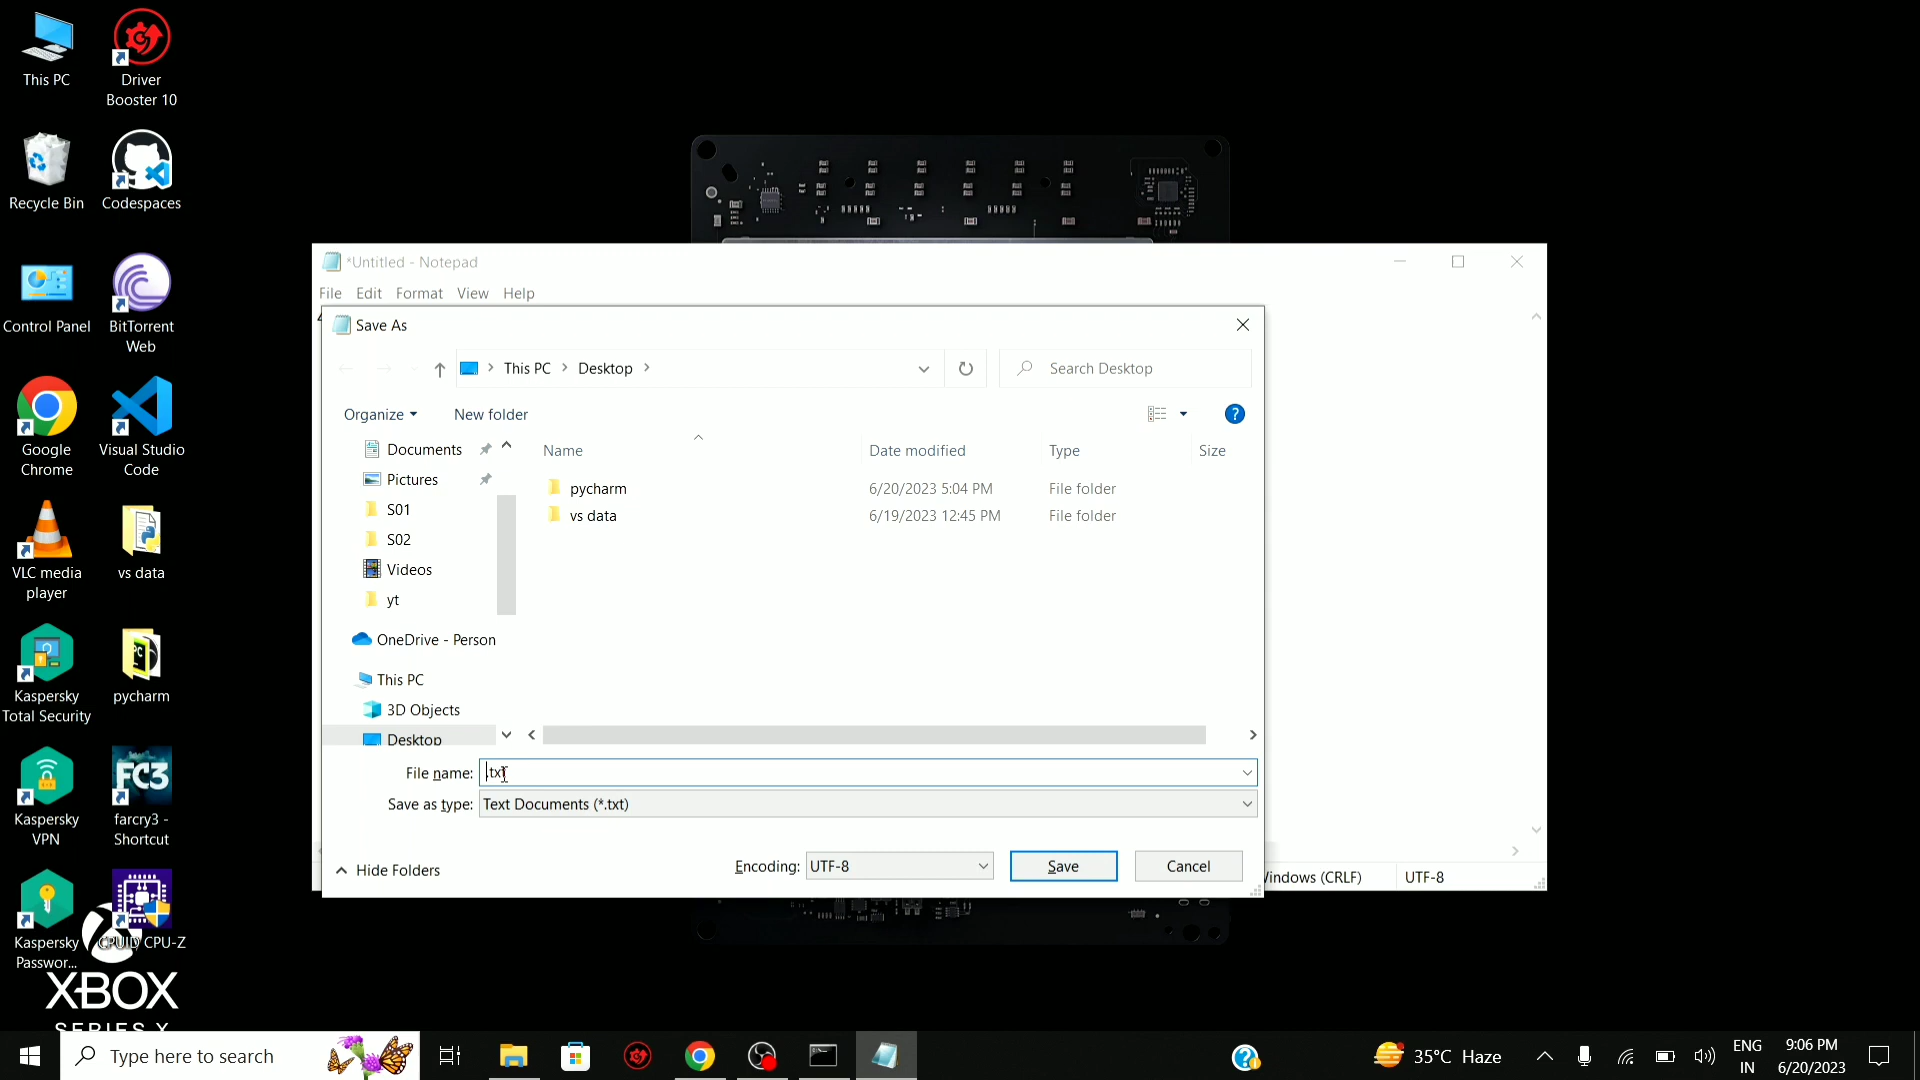 This PC
Driver
Booster 10
Recycle Bin
Codespaces
Control Panel
BitTorrent
Web
Google
Chrome
Visual Studio
Code
VLC media
player
vs data
Kaspersky
Total Security
pycharm
Kaspersky
VPN
FC3
farcry3 -
Shortcut
Kaspersky
Passwor...
CPUID CPU-Z
XBOX
SERIES X
*Untitled - Notepad
File Edit Format View Help
Save As
This PC > Desktop >
Search Desktop
Organize
New folder
Documents
Pictures
S01
S02
Videos
yt
OneDrive - Person
This PC
3D Objects
Desktop
Name Date modified Type Size
pycharm 6/20/2023 5:04 PM File folder
vs data 6/19/2023 12:45 PM File folder
File name: .txt
Save as type: Text Documents (*.txt)
Hide Folders
Encoding: UTF-8
Save
Cancel
Windows (CRLF)
UTF-8
Type here to search
35°C Haze
ENG
IN
9:06 PM
6/20/2023